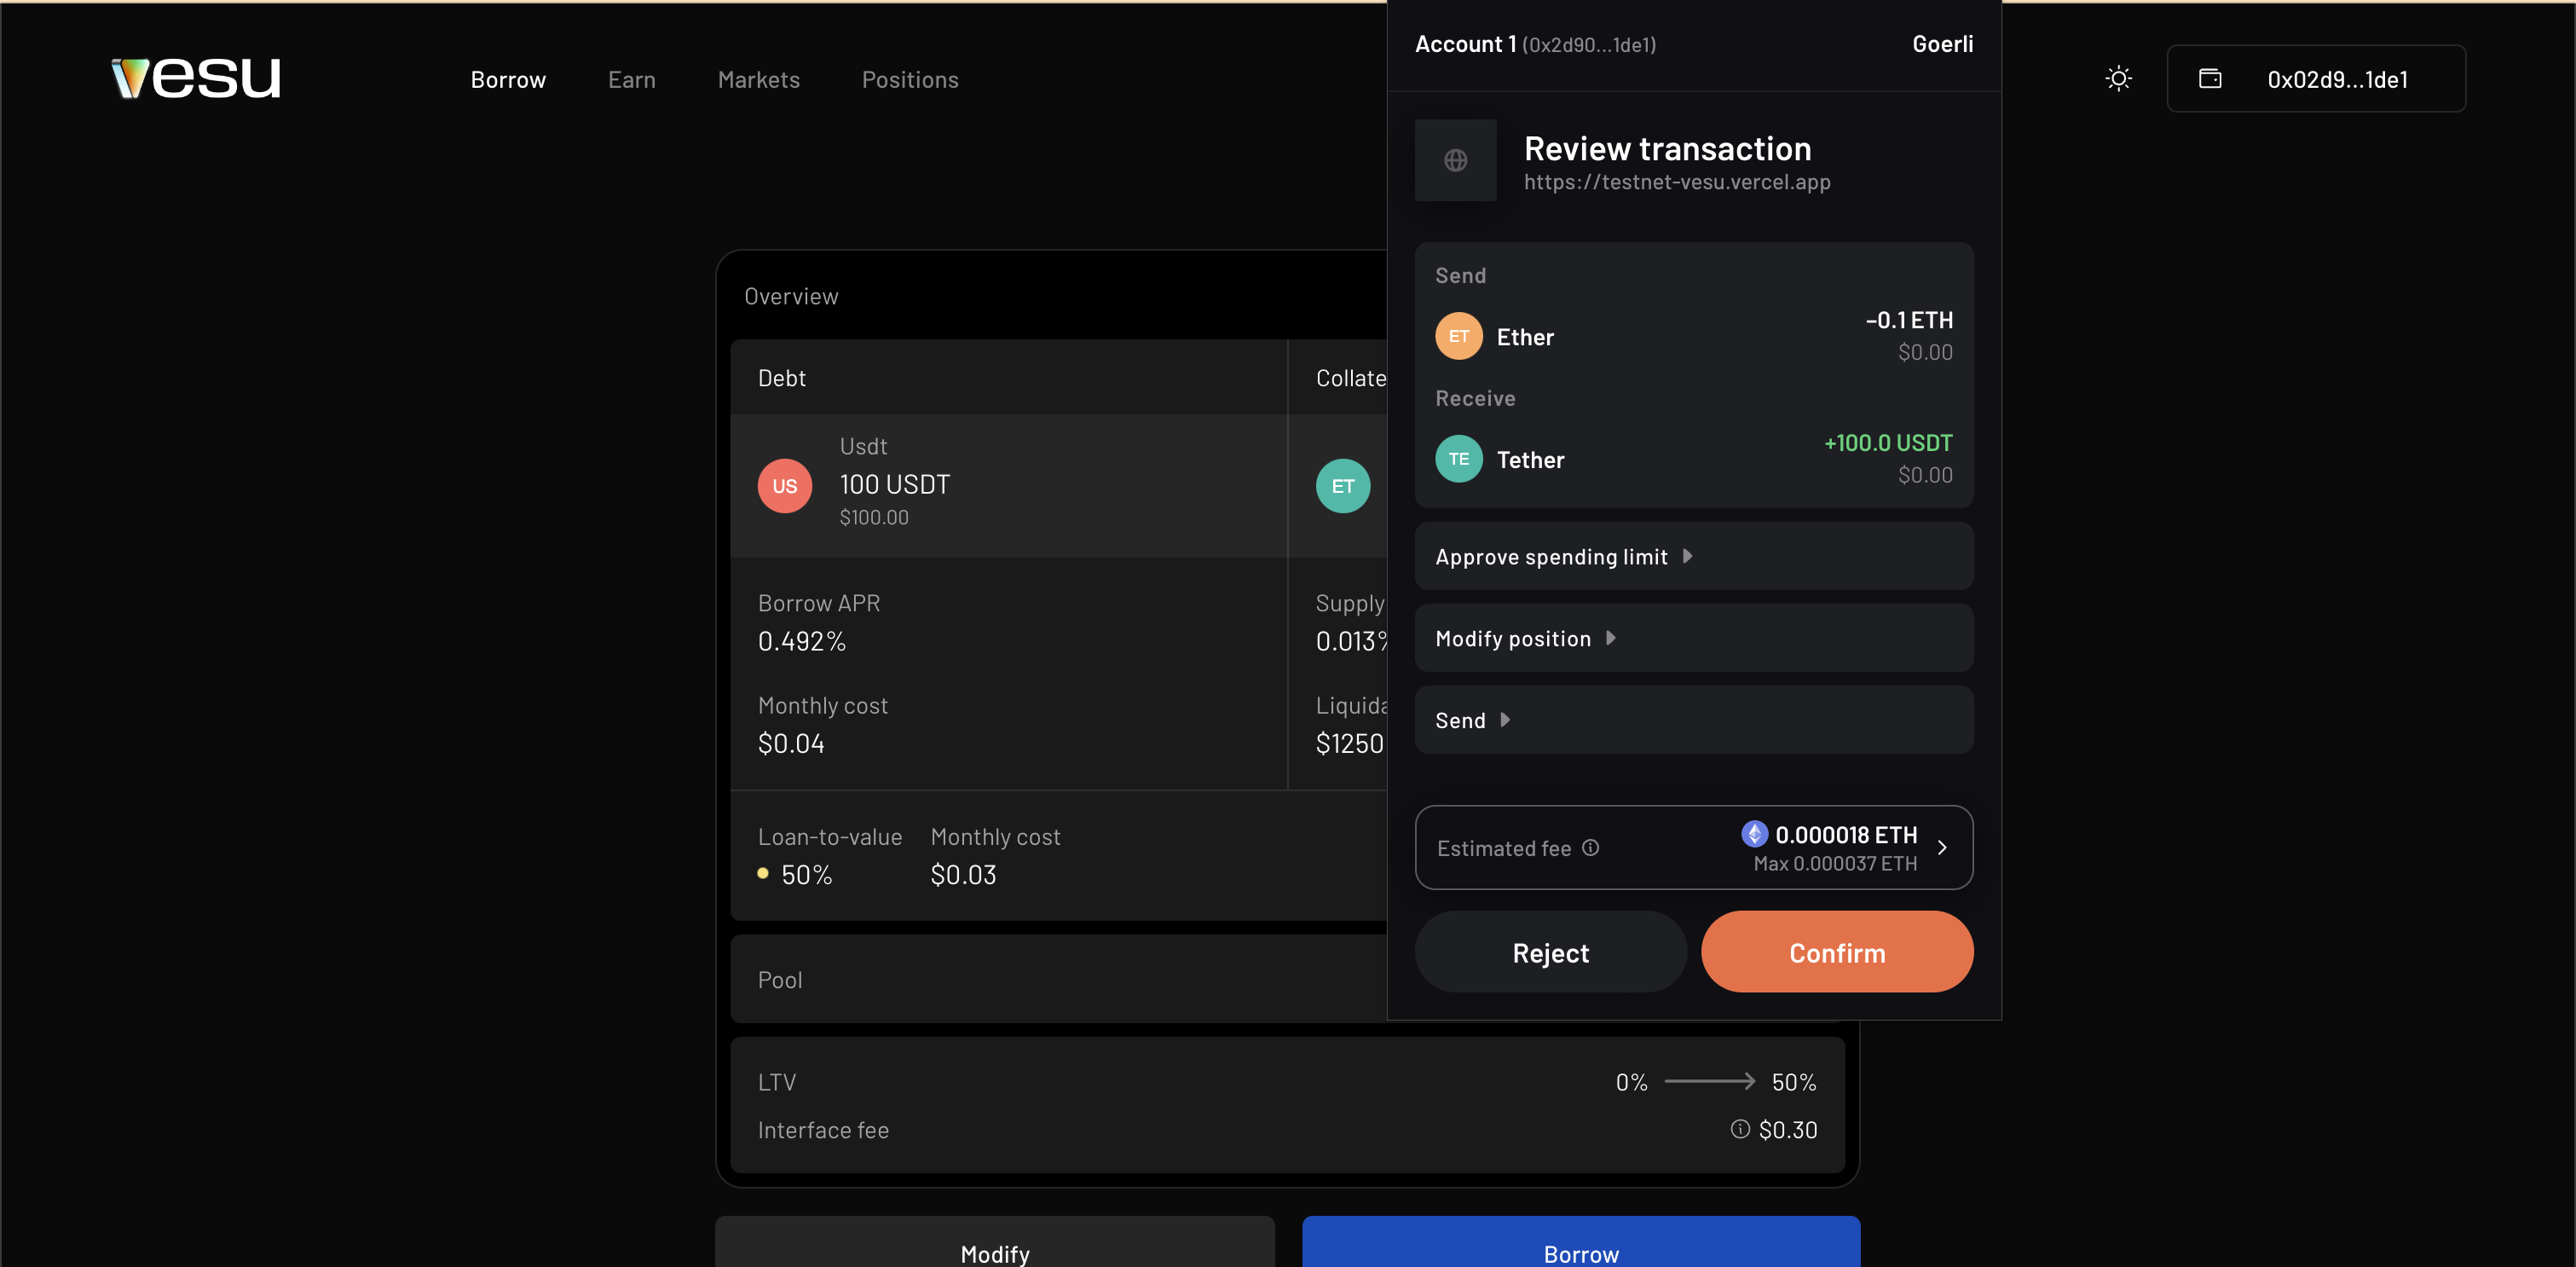 vesu
Borrow
Earn
Markets
Positions
0x02d9...1de1
Overview
Debt
Collate
US
Usdt
100 USDT
$100.00
ET
Borrow APR
0.492%
Supply
0.013%
Monthly cost
$0.04
Liquida
$1250
Loan-to-value
50%
Monthly cost
$0.03
Pool
LTV
0%
50%
Interface fee
$0.30
Modify
Borrow
Account 1 (0x2d90...1de1)
Goerli
Review transaction
https://testnet-vesu.vercel.app
Send
ET
Ether
–0.1 ETH
$0.00
Receive
TE
Tether
+100.0 USDT
$0.00
Approve spending limit
Modify position
Send
Estimated fee
0.000018 ETH
Max 0.000037 ETH
Reject
Confirm